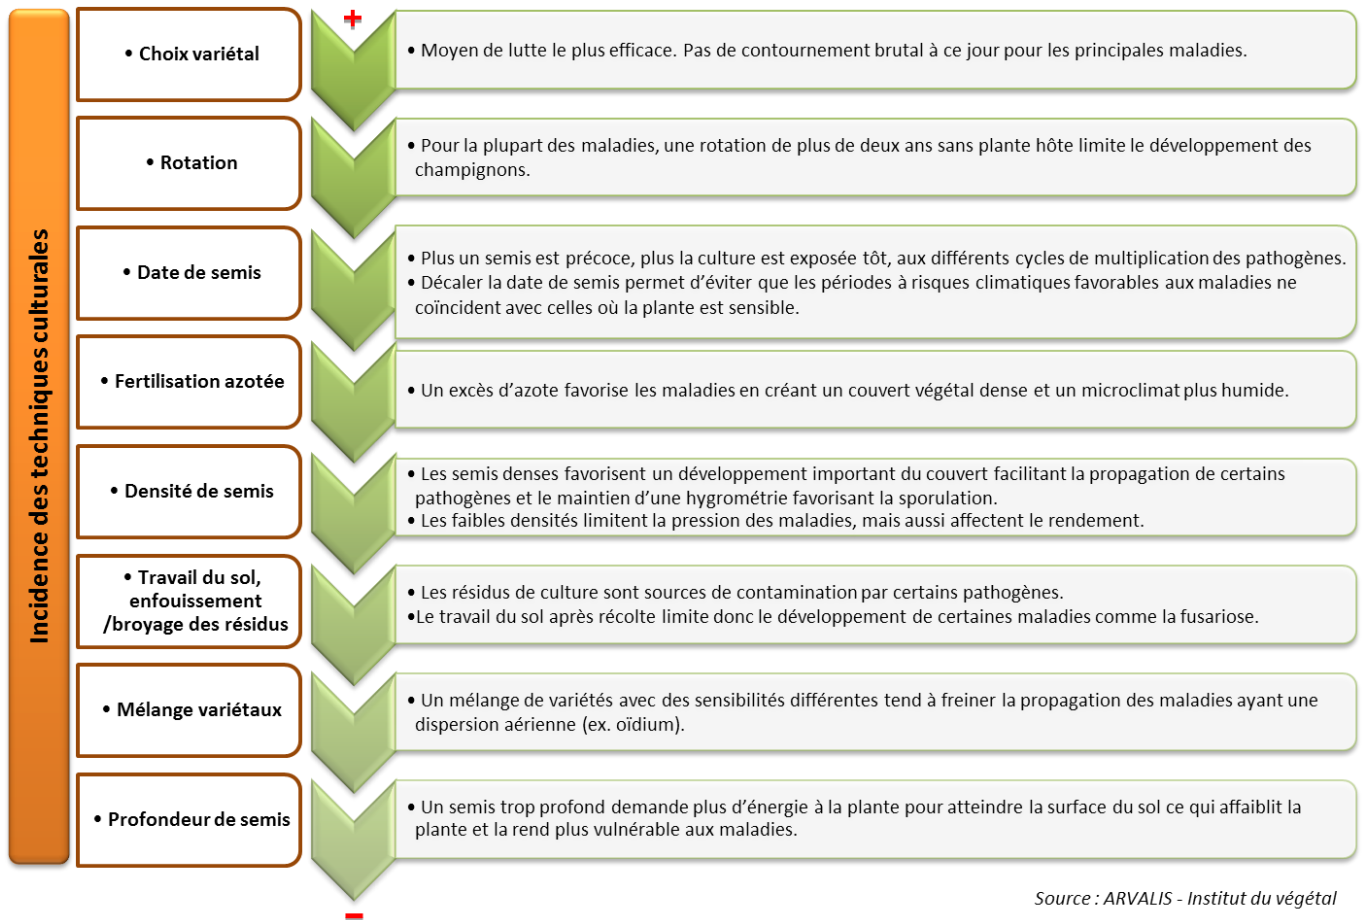 Incidence des techniques culturales
+
• Choix variétal
• Moyen de lutte le plus efficace. Pas de contournement brutal à ce jour pour les principales maladies.
• Rotation
• Pour la plupart des maladies, une rotation de plus de deux ans sans plante hôte limite le développement des
champignons.
• Date de semis
• Plus un semis est précoce, plus la culture est exposée tôt, aux différents cycles de multiplication des pathogènes.
• Décaler la date de semis permet d’éviter que les périodes à risques climatiques favorables aux maladies ne
coïncident avec celles où la plante est sensible.
• Fertilisation azotée
• Un excès d’azote favorise les maladies en créant un couvert végétal dense et un microclimat plus humide.
• Densité de semis
• Les semis denses favorisent un développement important du couvert facilitant la propagation de certains
pathogènes et le maintien d’une hygrométrie favorisant la sporulation.
• Les faibles densités limitent la pression des maladies, mais aussi affectent le rendement.
• Travail du sol,
enfouissement
/broyage des résidus
• Les résidus de culture sont sources de contamination par certains pathogènes.
•Le travail du sol après récolte limite donc le développement de certaines maladies comme la fusariose.
• Mélange variétaux
• Un mélange de variétés avec des sensibilités différentes tend à freiner la propagation des maladies ayant une
dispersion aérienne (ex. oïdium).
• Profondeur de semis
• Un semis trop profond demande plus d’énergie à la plante pour atteindre la surface du sol ce qui affaiblit la
plante et la rend plus vulnérable aux maladies.
−
Source : ARVALIS - Institut du végétal